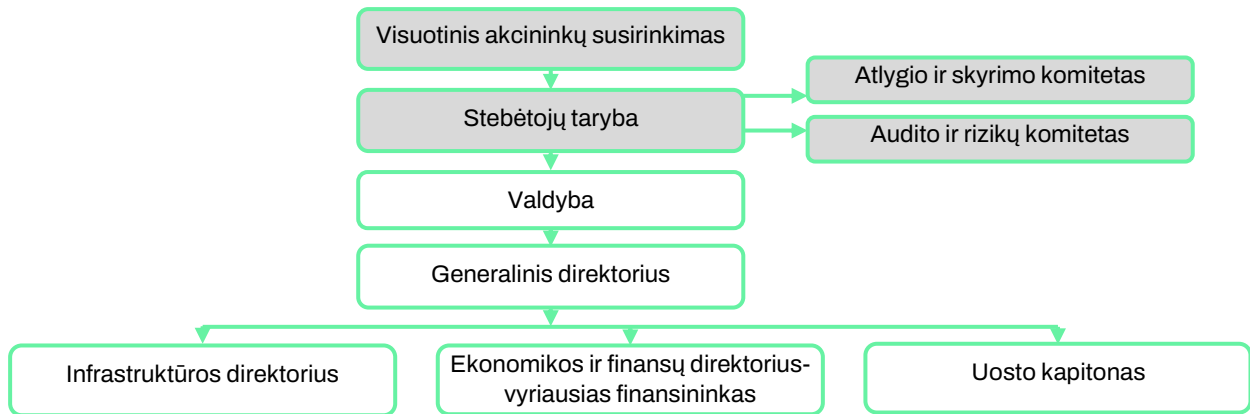 Visuotinis akcininkų susirinkimas
Atlygio ir skyrimo komitetas
Stebėtojų taryba
Audito ir rizikų komitetas
Valdyba
Generalinis direktorius
Infrastruktūros direktorius
Ekonomikos ir finansų direktorius-
vyriausias finansininkas
Uosto kapitonas